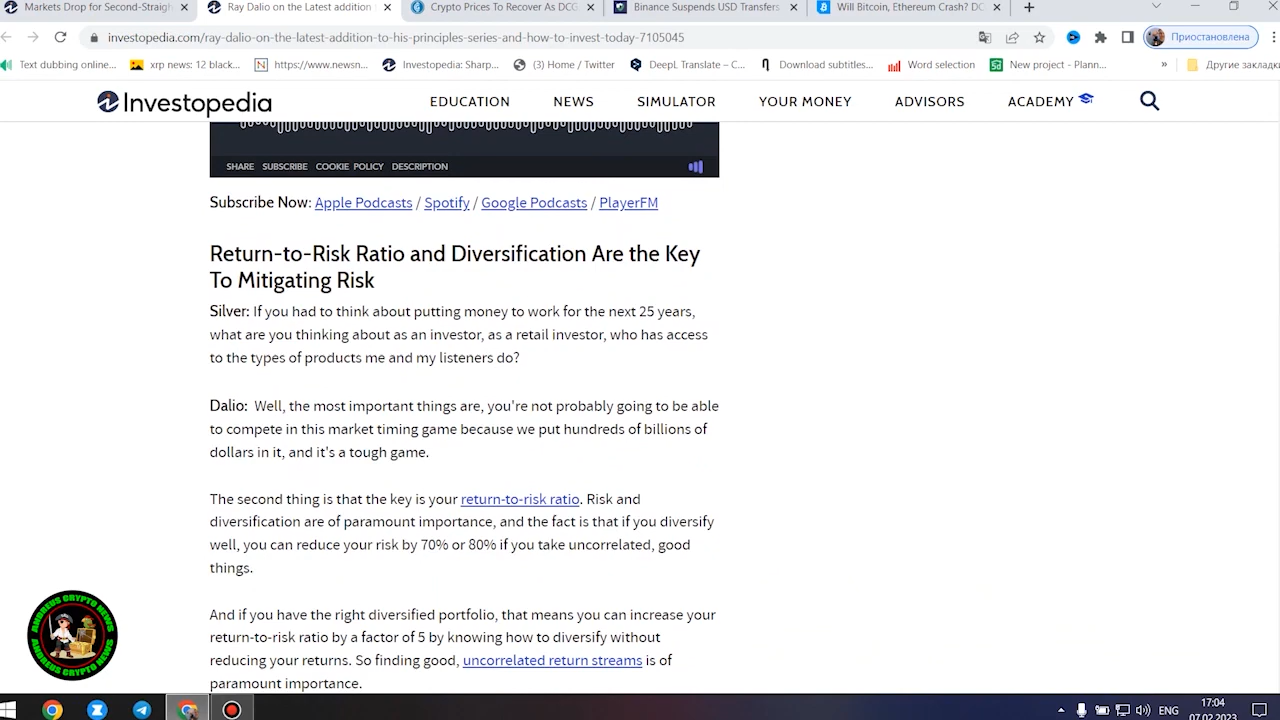 Markets Drop for Second-Straigh
Ray Dalio on the Latest addition
Crypto Prices To Recover As DCG
Binance Suspends USD Transfers
Will Bitcoin, Ethereum Crash? DC
investopedia.com/ray-dalio-on-the-latest-addition-to-his-principles-series-and-how-to-invest-today-7105045
Приостановлена
Text dubbing online...
xrp news: 12 black...
https://www.newsn...
Investopedia: Sharp...
(3) Home / Twitter
DeepL Translate – C...
Download subtitles...
Word selection
New project - Plann...
»
Другие закладки
Investopedia
EDUCATION
NEWS
SIMULATOR
YOUR MONEY
ADVISORS
ACADEMY
SHARE SUBSCRIBE COOKIE POLICY DESCRIPTION
Subscribe Now: Apple Podcasts / Spotify / Google Podcasts / PlayerFM
Return-to-Risk Ratio and Diversification Are the Key
To Mitigating Risk
Silver: If you had to think about putting money to work for the next 25 years,
what are you thinking about as an investor, as a retail investor, who has access
to the types of products me and my listeners do?
Dalio: Well, the most important things are, you're not probably going to be able
to compete in this market timing game because we put hundreds of billions of
dollars in it, and it's a tough game.
The second thing is that the key is your return-to-risk ratio. Risk and
diversification are of paramount importance, and the fact is that if you diversify
well, you can reduce your risk by 70% or 80% if you take uncorrelated, good
things.
And if you have the right diversified portfolio, that means you can increase your
return-to-risk ratio by a factor of 5 by knowing how to diversify without
reducing your returns. So finding good, uncorrelated return streams is of
paramount importance.
ANDREUS CRYPTO NEWS
ANDREUS CRYPTO NEWS
ENG
17:04
07.02.2023